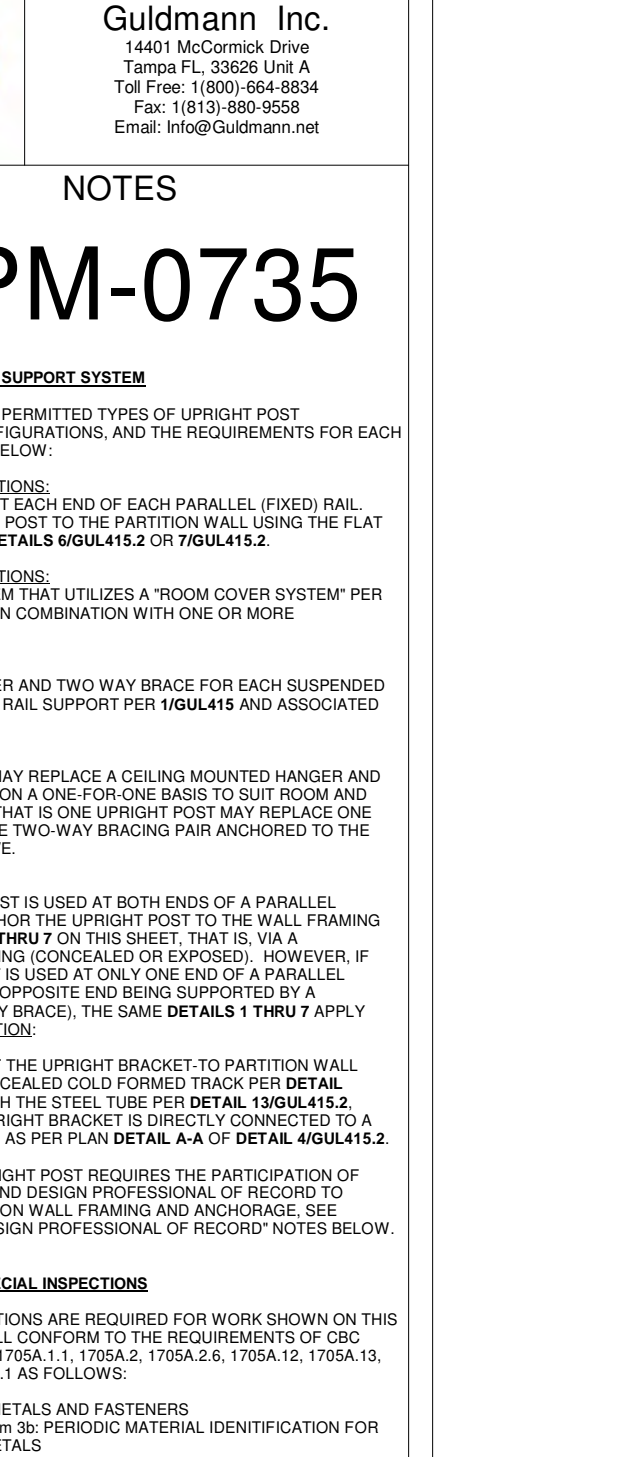 Guldmann Inc.
14401 McCormick Drive
Tampa FL, 33626 Unit A
Toll Free: 1(800)-664-8834
Fax: 1(813)-880-9558
Email: Info@Guldmann.net
NOTES
PM-0735
SUPPORT SYSTEM
PERMITTED TYPES OF UPRIGHT POST
FIGURATIONS, AND THE REQUIREMENTS FOR EACH
ELOW:
TIONS:
T EACH END OF EACH PARALLEL (FIXED) RAIL.
POST TO THE PARTITION WALL USING THE FLAT
ETAILS 6/GUL415.2 OR 7/GUL415.2.
TIONS:
EM THAT UTILIZES A "ROOM COVER SYSTEM" PER
N COMBINATION WITH ONE OR MORE
ER AND TWO WAY BRACE FOR EACH SUSPENDED
RAIL SUPPORT PER 1/GUL415 AND ASSOCIATED
MAY REPLACE A CEILING MOUNTED HANGER AND
ON A ONE-FOR-ONE BASIS TO SUIT ROOM AND
THAT IS ONE UPRIGHT POST MAY REPLACE ONE
E TWO-WAY BRACING PAIR ANCHORED TO THE
E.
ST IS USED AT BOTH ENDS OF A PARALLEL
HOR THE UPRIGHT POST TO THE WALL FRAMING
THRU 7 ON THIS SHEET, THAT IS, VIA A
NG (CONCEALED OR EXPOSED). HOWEVER, IF
T IS USED AT ONLY ONE END OF A PARALLEL
OPPOSITE END BEING SUPPORTED BY A
Y BRACE), THE SAME DETAILS 1 THRU 7 APPLY
TION:
T THE UPRIGHT BRACKET-TO PARTITION WALL
CEALED COLD FORMED TRACK PER DETAIL
H THE STEEL TUBE PER DETAIL 13/GUL415.2,
RIGHT BRACKET IS DIRECTLY CONNECTED TO A
AS PER PLAN DETAIL A-A OF DETAIL 4/GUL415.2.
IGHT POST REQUIRES THE PARTICIPATION OF
ND DESIGN PROFESSIONAL OF RECORD TO
ON WALL FRAMING AND ANCHORAGE, SEE
SIGN PROFESSIONAL OF RECORD" NOTES BELOW.
CIAL INSPECTIONS
TIONS ARE REQUIRED FOR WORK SHOWN ON THIS
LL CONFORM TO THE REQUIREMENTS OF CBC
1705A.1.1, 1705A.2, 1705A.2.6, 1705A.12, 1705A.13,
.1 AS FOLLOWS:
METALS AND FASTENERS
m 3b: PERIODIC MATERIAL IDENITIFICATION FOR
ETALS